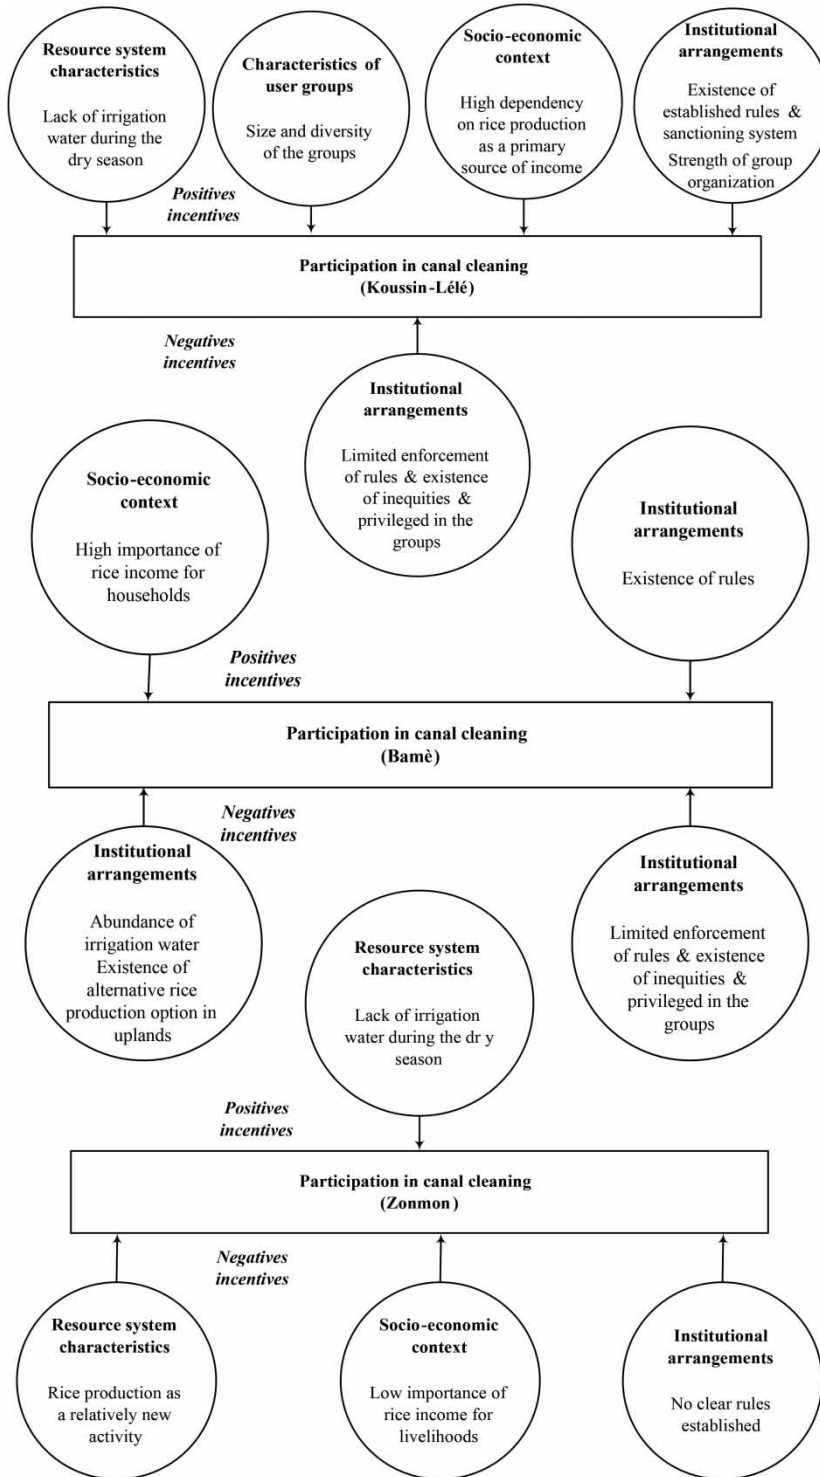 Resource system
characteristics
Lack of irrigation
water during the
dry season
Characteristics of
user groups
Size and diversity
of the groups
Socio-economic
context
High dependency
on rice production
as a primary
source of income
Institutional
arrangements
Existence of
established rules &
sanctioning system
Strength of group
organization
Positives
incentives
Participation in canal cleaning
(Koussin-Lélé)
Negatives
incentives
Institutional
arrangements
Limited enforcement
of rules & existence
of inequities &
privileged in the
groups
Socio-economic
context
High importance of
rice income for
households
Institutional
arrangements
Existence of rules
Positives
incentives
Participation in canal cleaning
(Bamè)
Negatives
incentives
Institutional
arrangements
Abundance of
irrigation water
Existence of
alternative rice
production option in
uplands
Institutional
arrangements
Limited enforcement
of rules & existence
of inequities &
privileged in the
groups
Resource system
characteristics
Lack of irrigation
water during the dr y
season
Positives
incentives
Participation in canal cleaning
(Zonmon)
Negatives
incentives
Resource system
characteristics
Rice production as
a relatively new
activity
Socio-economic
context
Low importance of
rice income for
livelihoods
Institutional
arrangements
No clear rules
established